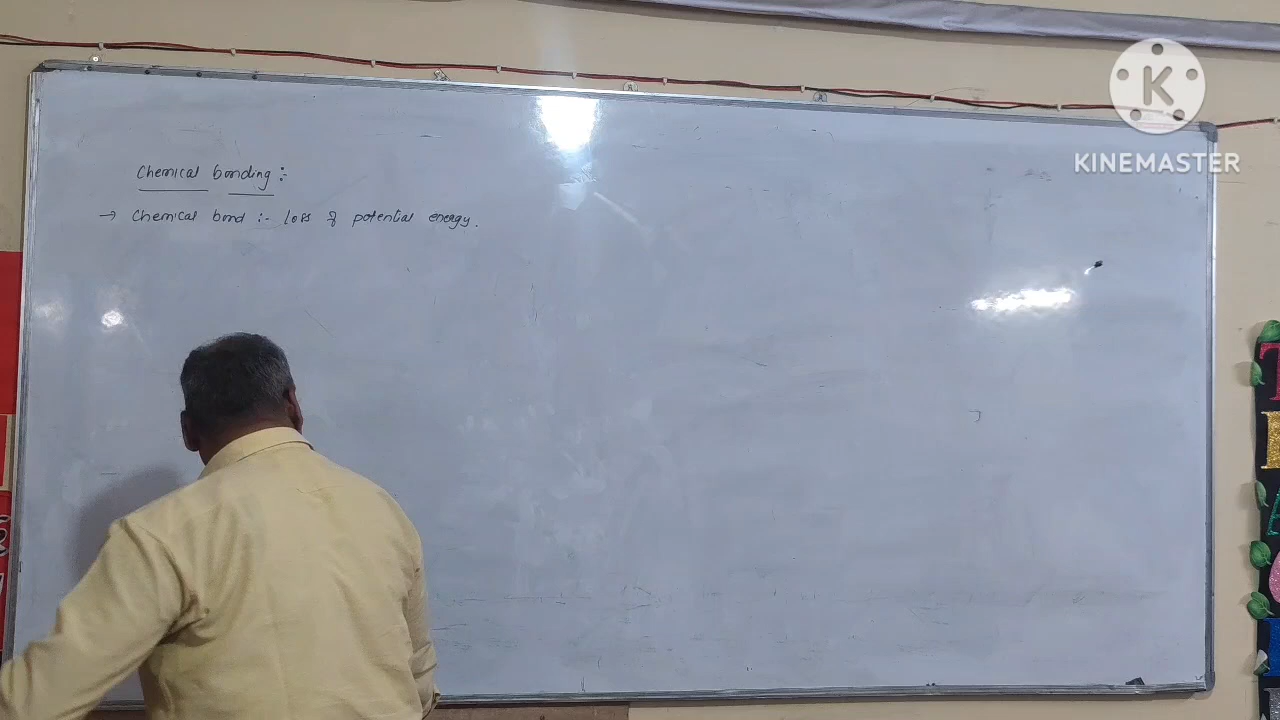 K
KINEMASTER
Chemical bonding :-
→ Chemical bond :- Loss of potential energy.